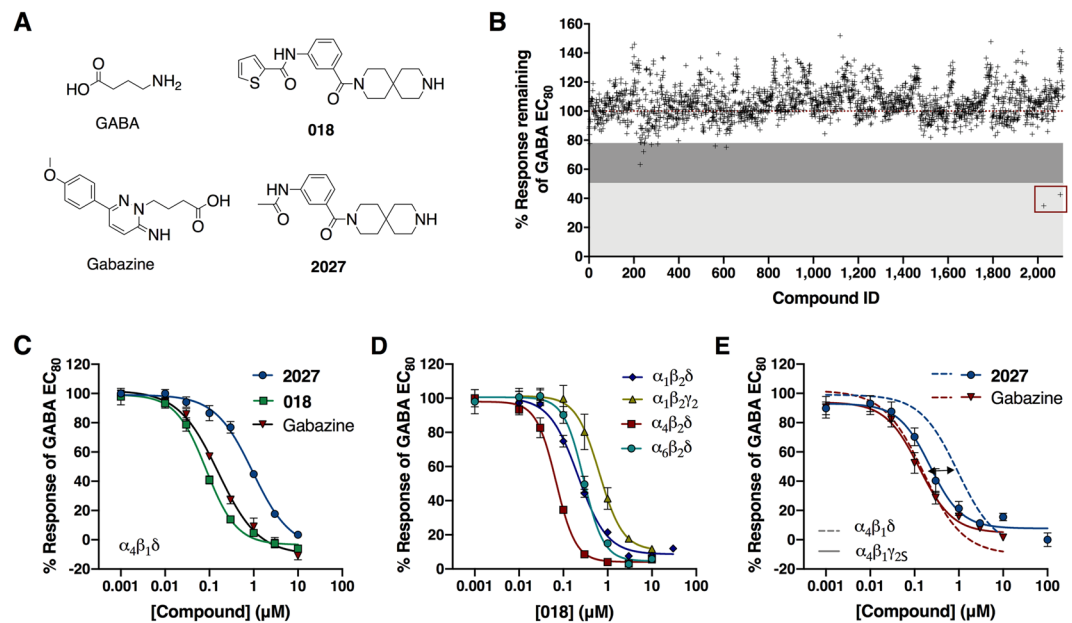 A
HO
O
NH₂
GABA
S
O
HN
O
N
NH
018
O
N
N
NH
O
OH
Gabazine
HN
O
O
N
NH
2027
B
% Response remaining
of GABA EC₈₀
160
140
120
100
80
60
40
20
0
0
200
400
600
800
1,000
1,200
1,400
1,600
1,800
2,000
Compound ID
C
% Response of GABA EC₈₀
120
100
80
60
40
20
0
-20
2027
018
Gabazine
α₄β₁δ
0.001
0.01
0.1
1
10
100
[Compound] (µM)
D
% Response of GABA EC₈₀
120
100
80
60
40
20
0
-20
α₁β₂δ
α₁β₂γ₂
α₄β₂δ
α₆β₂δ
0.001
0.01
0.1
1
10
100
[018] (µM)
E
% Response of GABA EC₈₀
120
100
80
60
40
20
0
-20
2027
Gabazine
α₄β₁δ
α₄β₁γ₂S
0.001
0.01
0.1
1
10
100
[Compound] (µM)